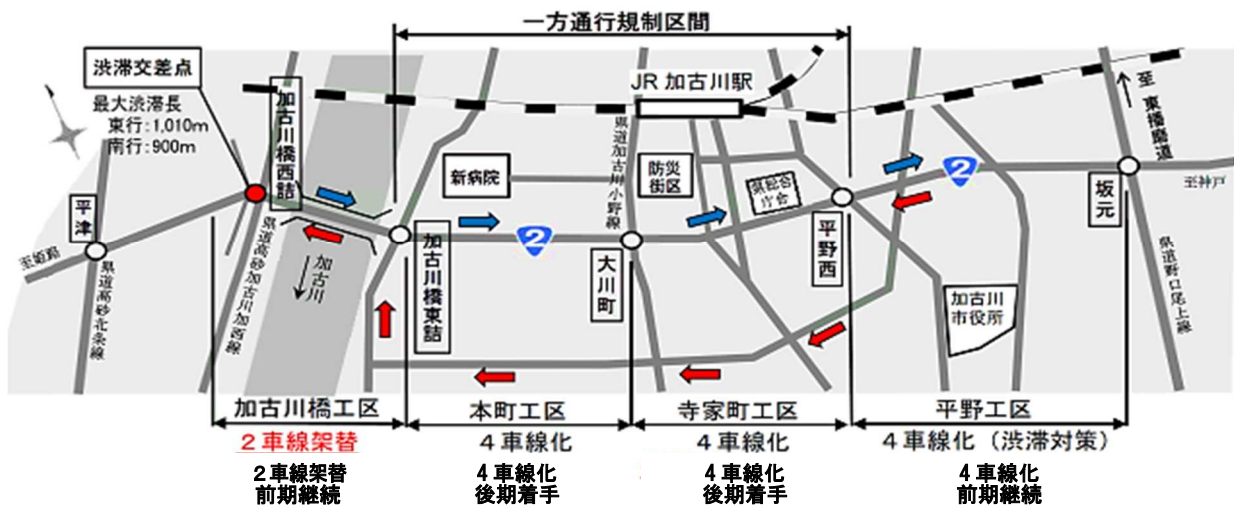 一方通行規制区間
渋滞交差点
最大渋滞長
東行:1,010m
南行:900m
加古川橋西詰
JR 加古川駅
至 東播磨道
新病院
県道加古川小野線
防災
街区
県総合
庁舎
2
坂元
至神戸
平津
至姫路
県道高砂北条線
県道高砂加古川加西線
加古川
加古川橋東詰
2
大川町
平野西
加古川
市役所
県道野口尾上線
加古川橋工区
本町工区
寺家町工区
平野工区
2車線架替
4車線化
4車線化
4車線化(渋滞対策)
2車線架替
前期継続
4車線化
後期着手
4車線化
後期着手
4車線化
前期継続